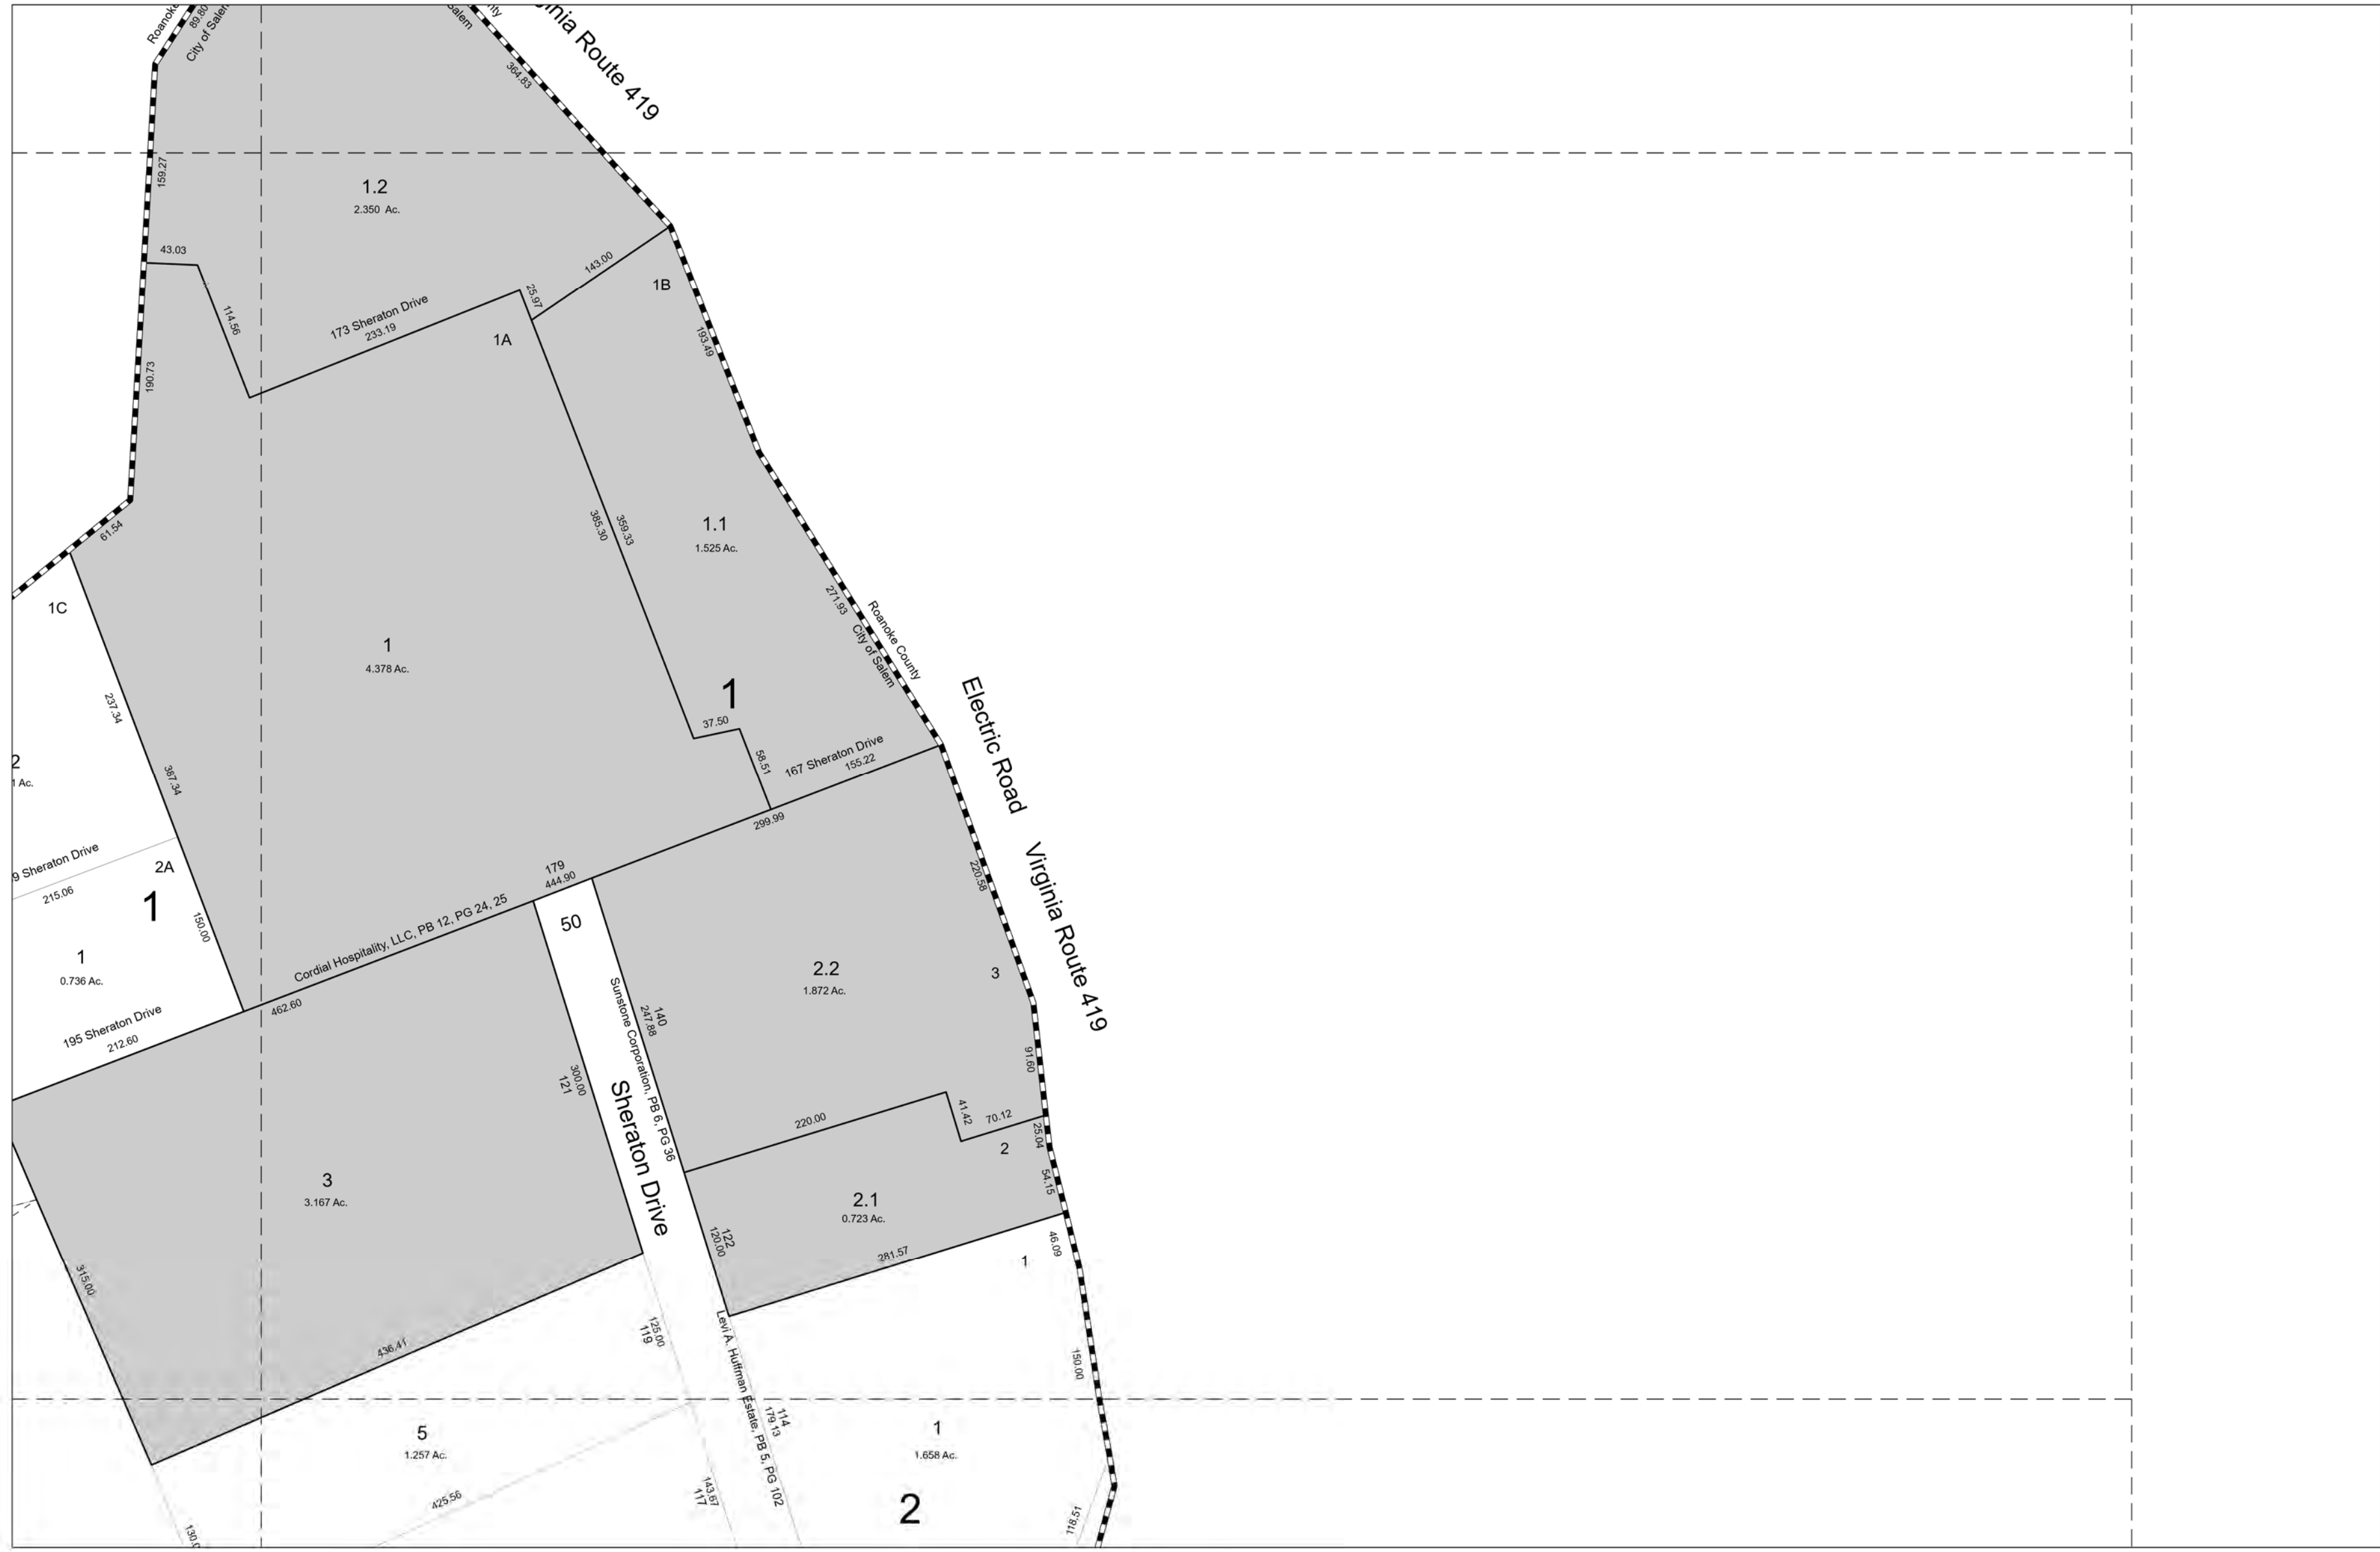 Roanoke
89.80
City of Salem
Salem
364.83
Virginia Route 419
159.27
1.2
2.350 Ac.
43.03
143.00
1B
25.97
173 Sheraton Drive
233.19
114.56
1A
193.49
190.73
61.54
385.30
359.33
1.1
1.525 Ac.
271.93
Roanoke County
City of Salem
1C
1
4.378 Ac.
237.34
1
37.50
58.51
167 Sheraton Drive
155.22
Electric Road
Virginia Route 419
2
Ac.
387.34
299.99
9 Sheraton Drive
215.06
2A
1
150.00
179
444.90
Cordial Hospitality, LLC, PB 12, PG 24, 25
220.58
50
1
0.736 Ac.
462.60
195 Sheraton Drive
212.60
2.2
1.872 Ac.
3
140
247.88
Sunstone Corporation, PB 6, PG 36
91.60
300.00
121
Sheraton Drive
220.00
41.42
70.12
25.04
2
54.15
3
3.167 Ac.
2.1
0.723 Ac.
122
120.00
281.57
46.09
1
315.00
436.41
125.00
119
Levi A. Huffman Estate, PB 5, PG 102
150.00
114
179.13
5
1.257 Ac.
1
1.658 Ac.
425.56
143.67
117
2
118.51
130.0